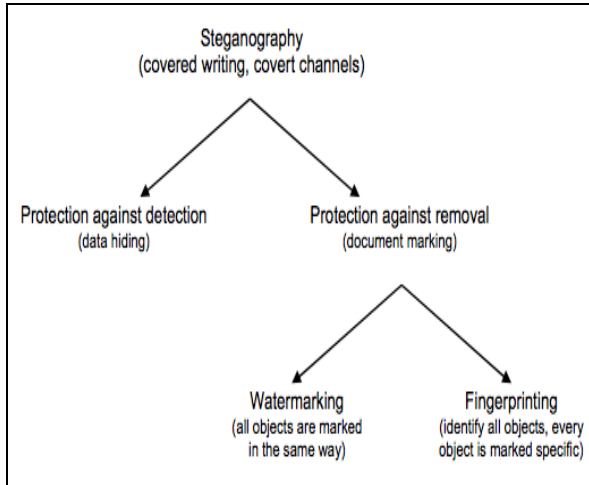 Steganography
(covered writing, covert channels)
Protection against detection
(data hiding)
Protection against removal
(document marking)
Watermarking
(all objects are marked
in the same way)
Fingerprinting
(identify all objects, every
object is marked specific)